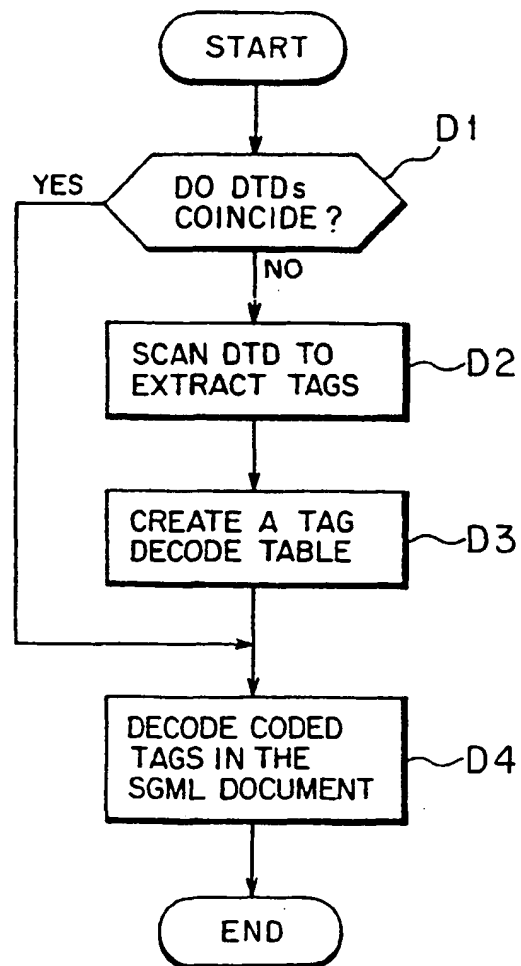 START
D1
YES
DO DTDs
COINCIDE?
NO
SCAN DTD TO
EXTRACT TAGS
D2
CREATE A TAG
DECODE TABLE
D3
DECODE CODED
TAGS IN THE
SGML DOCUMENT
D4
END